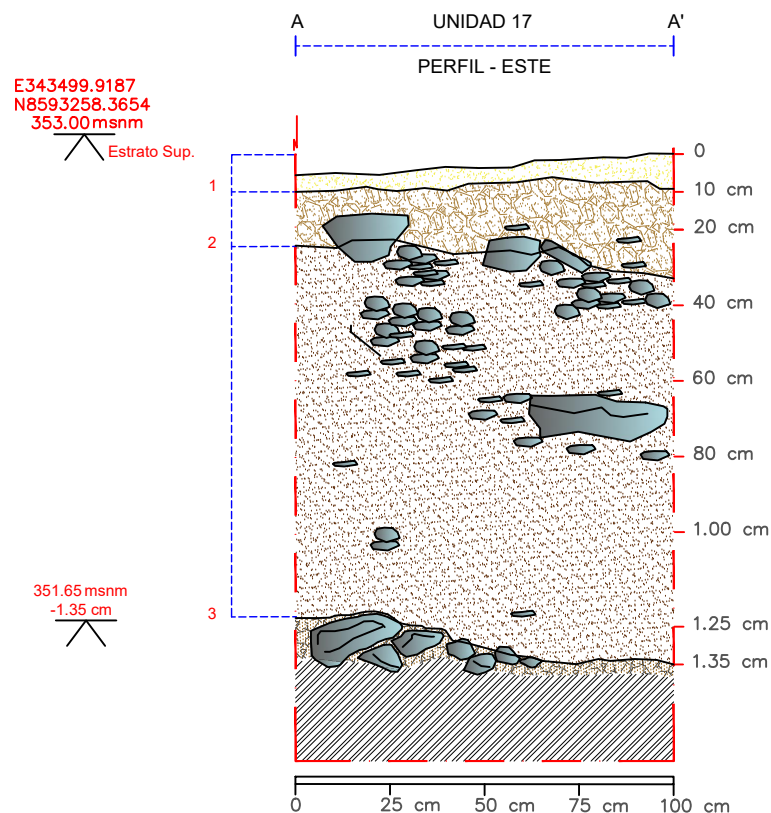 A UNIDAD 17 A'
PERFIL - ESTE
E343499.9187
N8593258.3654
353.00 msnm
Estrato Sup.
0
1
10 cm
20 cm
2
40 cm
60 cm
80 cm
1.00 cm
351.65 msnm
-1.35 cm
3
1.25 cm
1.35 cm
0 25 cm 50 cm 75 cm 100 cm